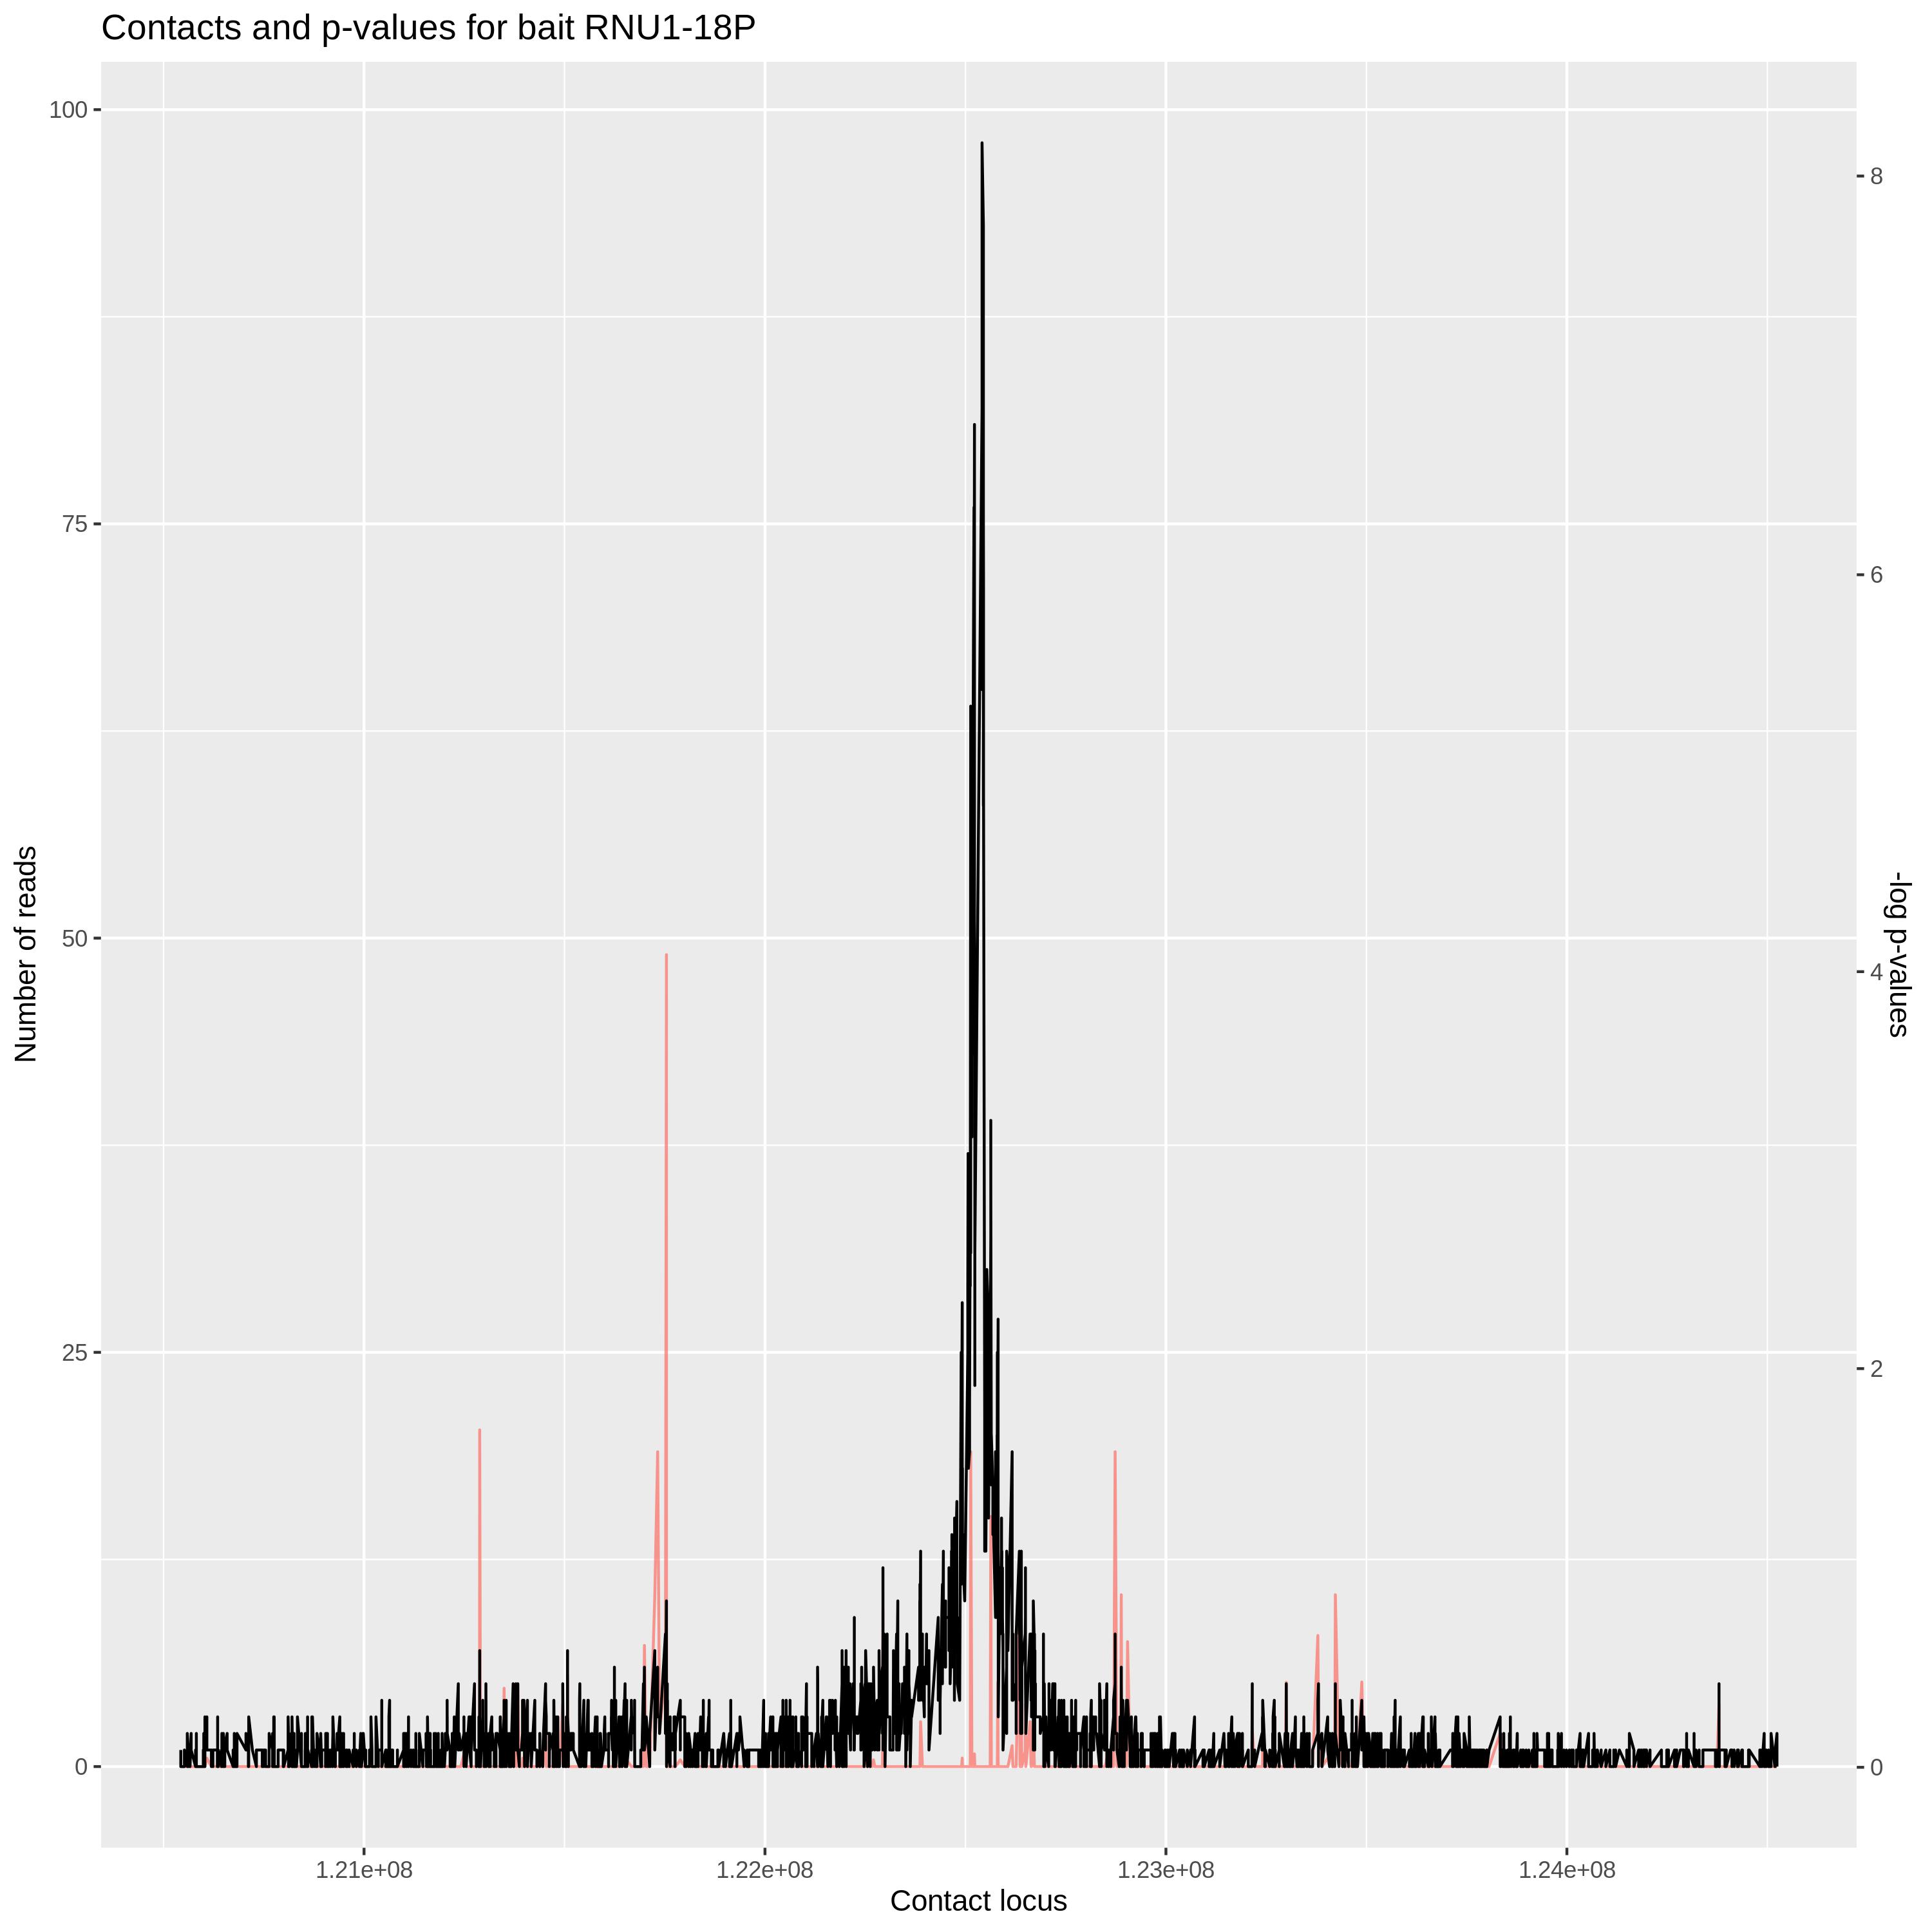 Contacts and p-values for bait RNU1-18P
100
75
50
25
0
Number of reads
8
6
4
2
0
-log p-values
1.21e+08
1.22e+08
1.23e+08
1.24e+08
Contact locus